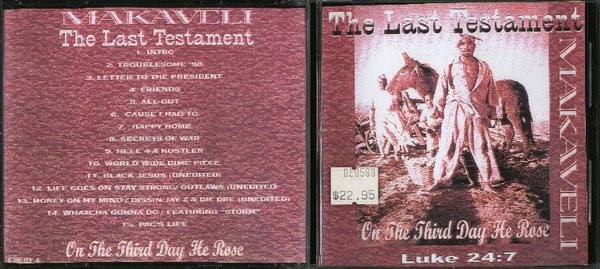 MAKAVELI
The Last Testament
1. INTRO
2. TROUBLESOME '98
3. LETTER TO THE PRESIDENT
4. FRIENDS
5. ALL OUT
6. CAUSE I HAD TO
7. HAPPY HOME
8. SECRETS OF WAR
9. HELL 4 A HUSTLER
10. WORLD WIDE DIME PIECE
11. BLACK JESUS (UNEDITED)
12. LIFE GOES ON STAY STRONG/ OUTLAWS (UNEDITED)
13. MONEY ON MY MIND / DISSIN JAY Z & DR DRE (UNEDITED)
14. WHATCHA GONNA DO / FEATURING "STORM"
15. PAC'S LIFE
On The Third Day He Rose
The Last Testament
MAKAVELI
020599
$22.95
On The Third Day He Rose
Luke 24:7